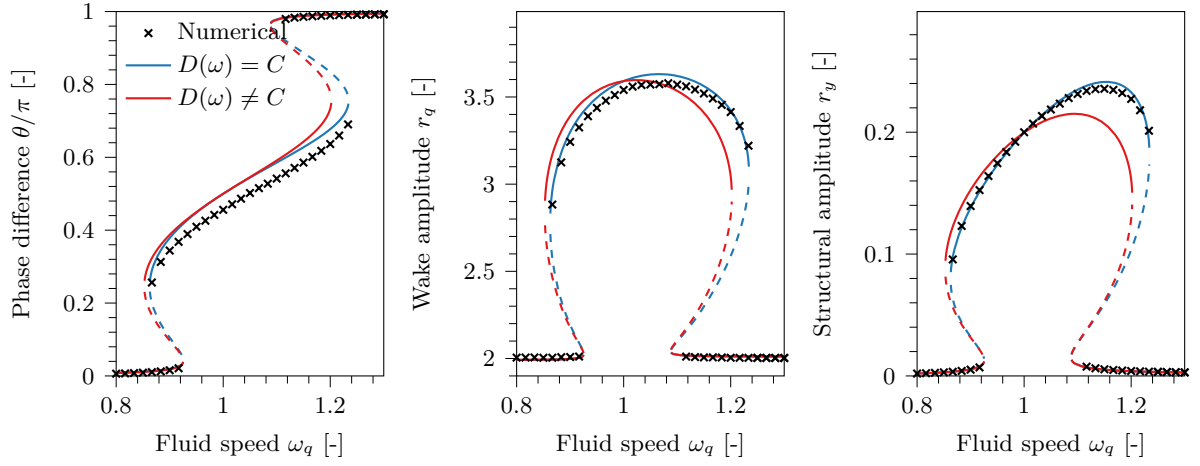 Phase difference θ/π [-]
1
0.8
0.6
0.4
0.2
0
Numerical
D(ω) = C
D(ω) ≠ C
0.8
1
1.2
Fluid speed ω_q [-]
Wake amplitude r_q [-]
3.5
3
2.5
2
0.8
1
1.2
Fluid speed ω_q [-]
Structural amplitude r_y [-]
0.2
0.1
0
0.8
1
1.2
Fluid speed ω_q [-]